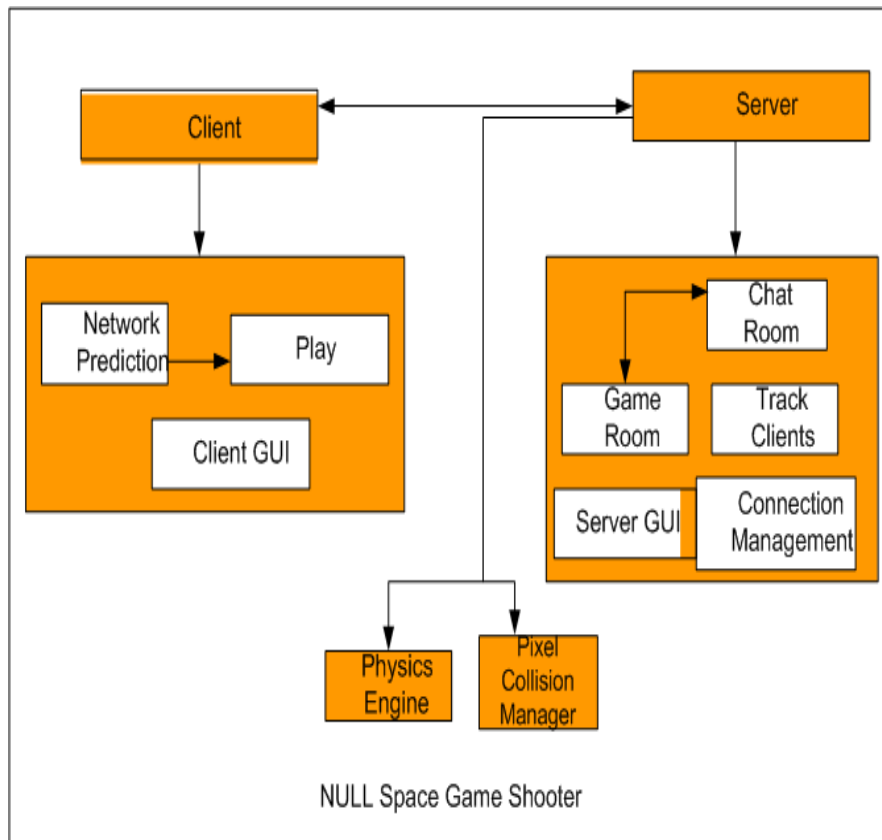 Client
Server
Network
Prediction
Play
Client GUI
Chat
Room
Game
Room
Track
Clients
Server GUI
Connection
Management
Physics
Engine
Pixel
Collision
Manager
NULL Space Game Shooter